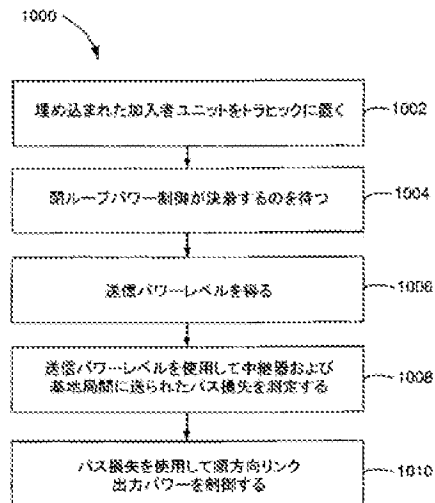 1000
埋め込まれた加入者ユニットをトラヒックに置く
1002
閉ループパワー制御が決着するのを待つ
1004
送信パワーレベルを得る
1006
送信パワーレベルを使用して中継器および
基地局間に送られたパス損失を測定する
1008
パス損失を使用して順方向リンク
出力パワーを制御する
1010